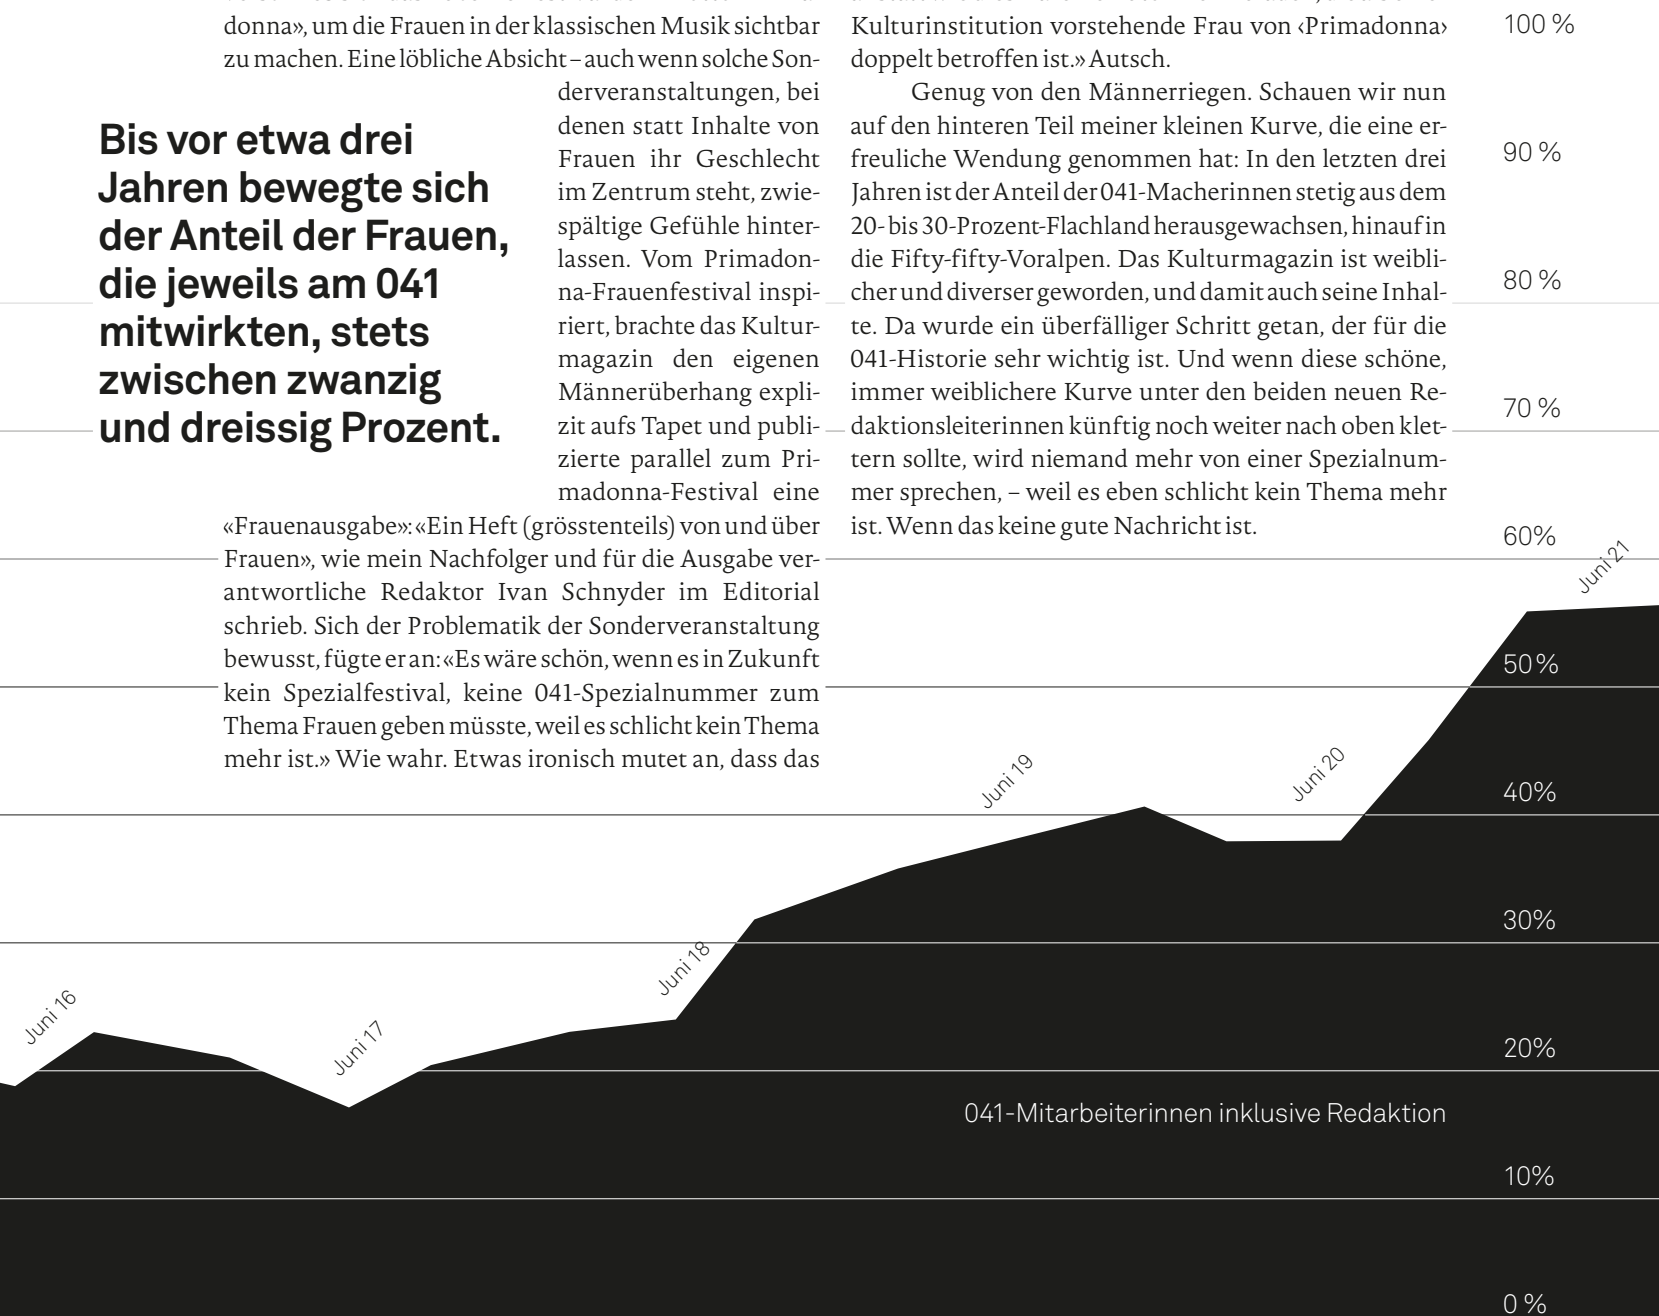 donna», um die Frauen in der klassischen Musik sichtbar
zu machen. Eine löbliche Absicht – auch wenn solche Son-
derveranstaltungen, bei
denen statt Inhalte von
Frauen ihr Geschlecht
im Zentrum steht, zwie-
spältige Gefühle hinter-
lassen. Vom Primadon-
na-Frauenfestival inspi-
riert, brachte das Kultur-
magazin den eigenen
Männerüberhang expli-
zit aufs Tapet und publi-
zierte parallel zum Pri-
madonna-Festival eine
«Frauenausgabe»: «Ein Heft (grösstenteils) von und über
Frauen», wie mein Nachfolger und für die Ausgabe ver-
antwortliche Redaktor Ivan Schnyder im Editorial
schrieb. Sich der Problematik der Sonderveranstaltung
bewusst, fügte er an: «Es wäre schön, wenn es in Zukunft
kein Spezialfestival, keine 041-Spezialnummer zum
Thema Frauen geben müsste, weil es schlicht kein Thema
mehr ist.» Wie wahr. Etwas ironisch mutet an, dass das
Bis vor etwa drei
Jahren bewegte sich
der Anteil der Frauen,
die jeweils am 041
mitwirkten, stets
zwischen zwanzig
und dreissig Prozent.
Kulturinstitution vorstehende Frau von ‹Primadonna›
doppelt betroffen ist.» Autsch.
Genug von den Männerriegen. Schauen wir nun
auf den hinteren Teil meiner kleinen Kurve, die eine er-
freuliche Wendung genommen hat: In den letzten drei
Jahren ist der Anteil der 041-Macherinnen stetig aus dem
20- bis 30-Prozent-Flachland herausgewachsen, hinauf in
die Fifty-fifty-Voralpen. Das Kulturmagazin ist weibli-
cher und diverser geworden, und damit auch seine Inhal-
te. Da wurde ein überfälliger Schritt getan, der für die
041-Historie sehr wichtig ist. Und wenn diese schöne,
immer weiblichere Kurve unter den beiden neuen Re-
daktionsleiterinnen künftig noch weiter nach oben klet-
tern sollte, wird niemand mehr von einer Spezialnum-
mer sprechen, – weil es eben schlicht kein Thema mehr
ist. Wenn das keine gute Nachricht ist.
100 %
90 %
80 %
70 %
60%
50%
40%
30%
20%
10%
0 %
Juni 16
Juni 17
Juni 18
Juni 19
Juni 20
Juni 21
041-Mitarbeiterinnen inklusive Redaktion